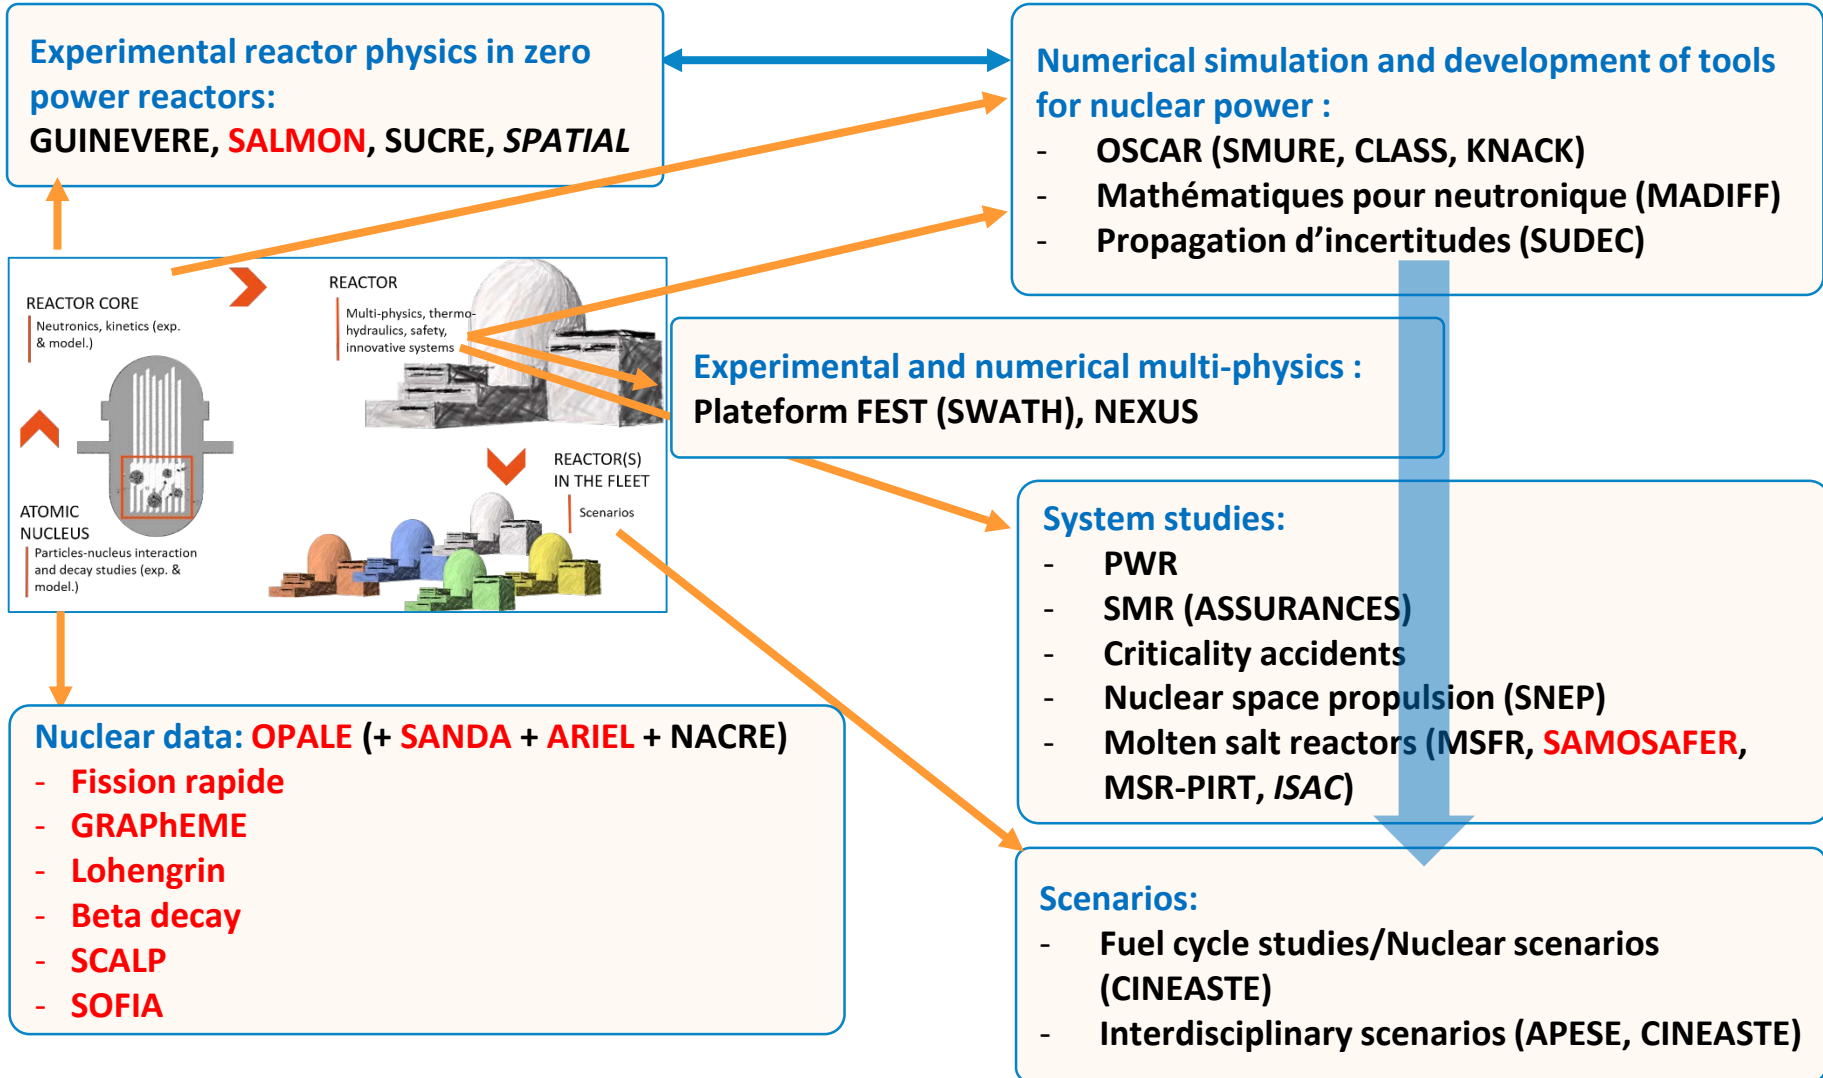 Experimental reactor physics in zero
power reactors:
GUINEVERE, SALMON, SUCRE, SPATIAL
Numerical simulation and development of tools
for nuclear power :
- OSCAR (SMURE, CLASS, KNACK)
- Mathématiques pour neutronique (MADIFF)
- Propagation d'incertitudes (SUDEC)
REACTOR CORE
Neutronics, kinetics (exp.
& model.)
REACTOR
Multi-physics, thermo-
hydraulics, safety,
innovative systems
ATOMIC
NUCLEUS
Particles-nucleus interaction
and decay studies (exp. &
model.)
REACTOR(S)
IN THE FLEET
Scenarios
Experimental and numerical multi-physics :
Plateform FEST (SWATH), NEXUS
System studies:
- PWR
- SMR (ASSURANCES)
- Criticality accidents
- Nuclear space propulsion (SNEP)
- Molten salt reactors (MSFR, SAMOSAFER,
MSR-PIRT, ISAC)
Nuclear data: OPALE (+ SANDA + ARIEL + NACRE)
- Fission rapide
- GRAPhEME
- Lohengrin
- Beta decay
- SCALP
- SOFIA
Scenarios:
- Fuel cycle studies/Nuclear scenarios
(CINEASTE)
- Interdisciplinary scenarios (APESE, CINEASTE)